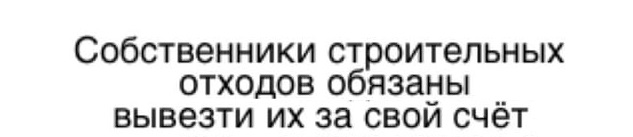 Собственники строительных
отходов обязаны
вывезти их за свой счёт